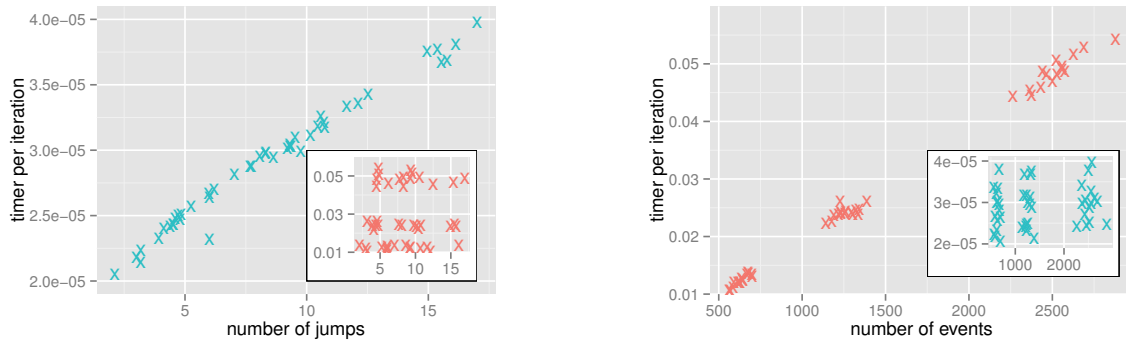 timer per iteration
4.0e−05
3.5e−05
3.0e−05
2.5e−05
2.0e−05
5
10
15
number of jumps
0.05
0.03
0.01
5
10
15
timer per iteration
0.05
0.04
0.03
0.02
0.01
500
1000
1500
2000
2500
number of events
4e−05
3e−05
2e−05
1000
2000